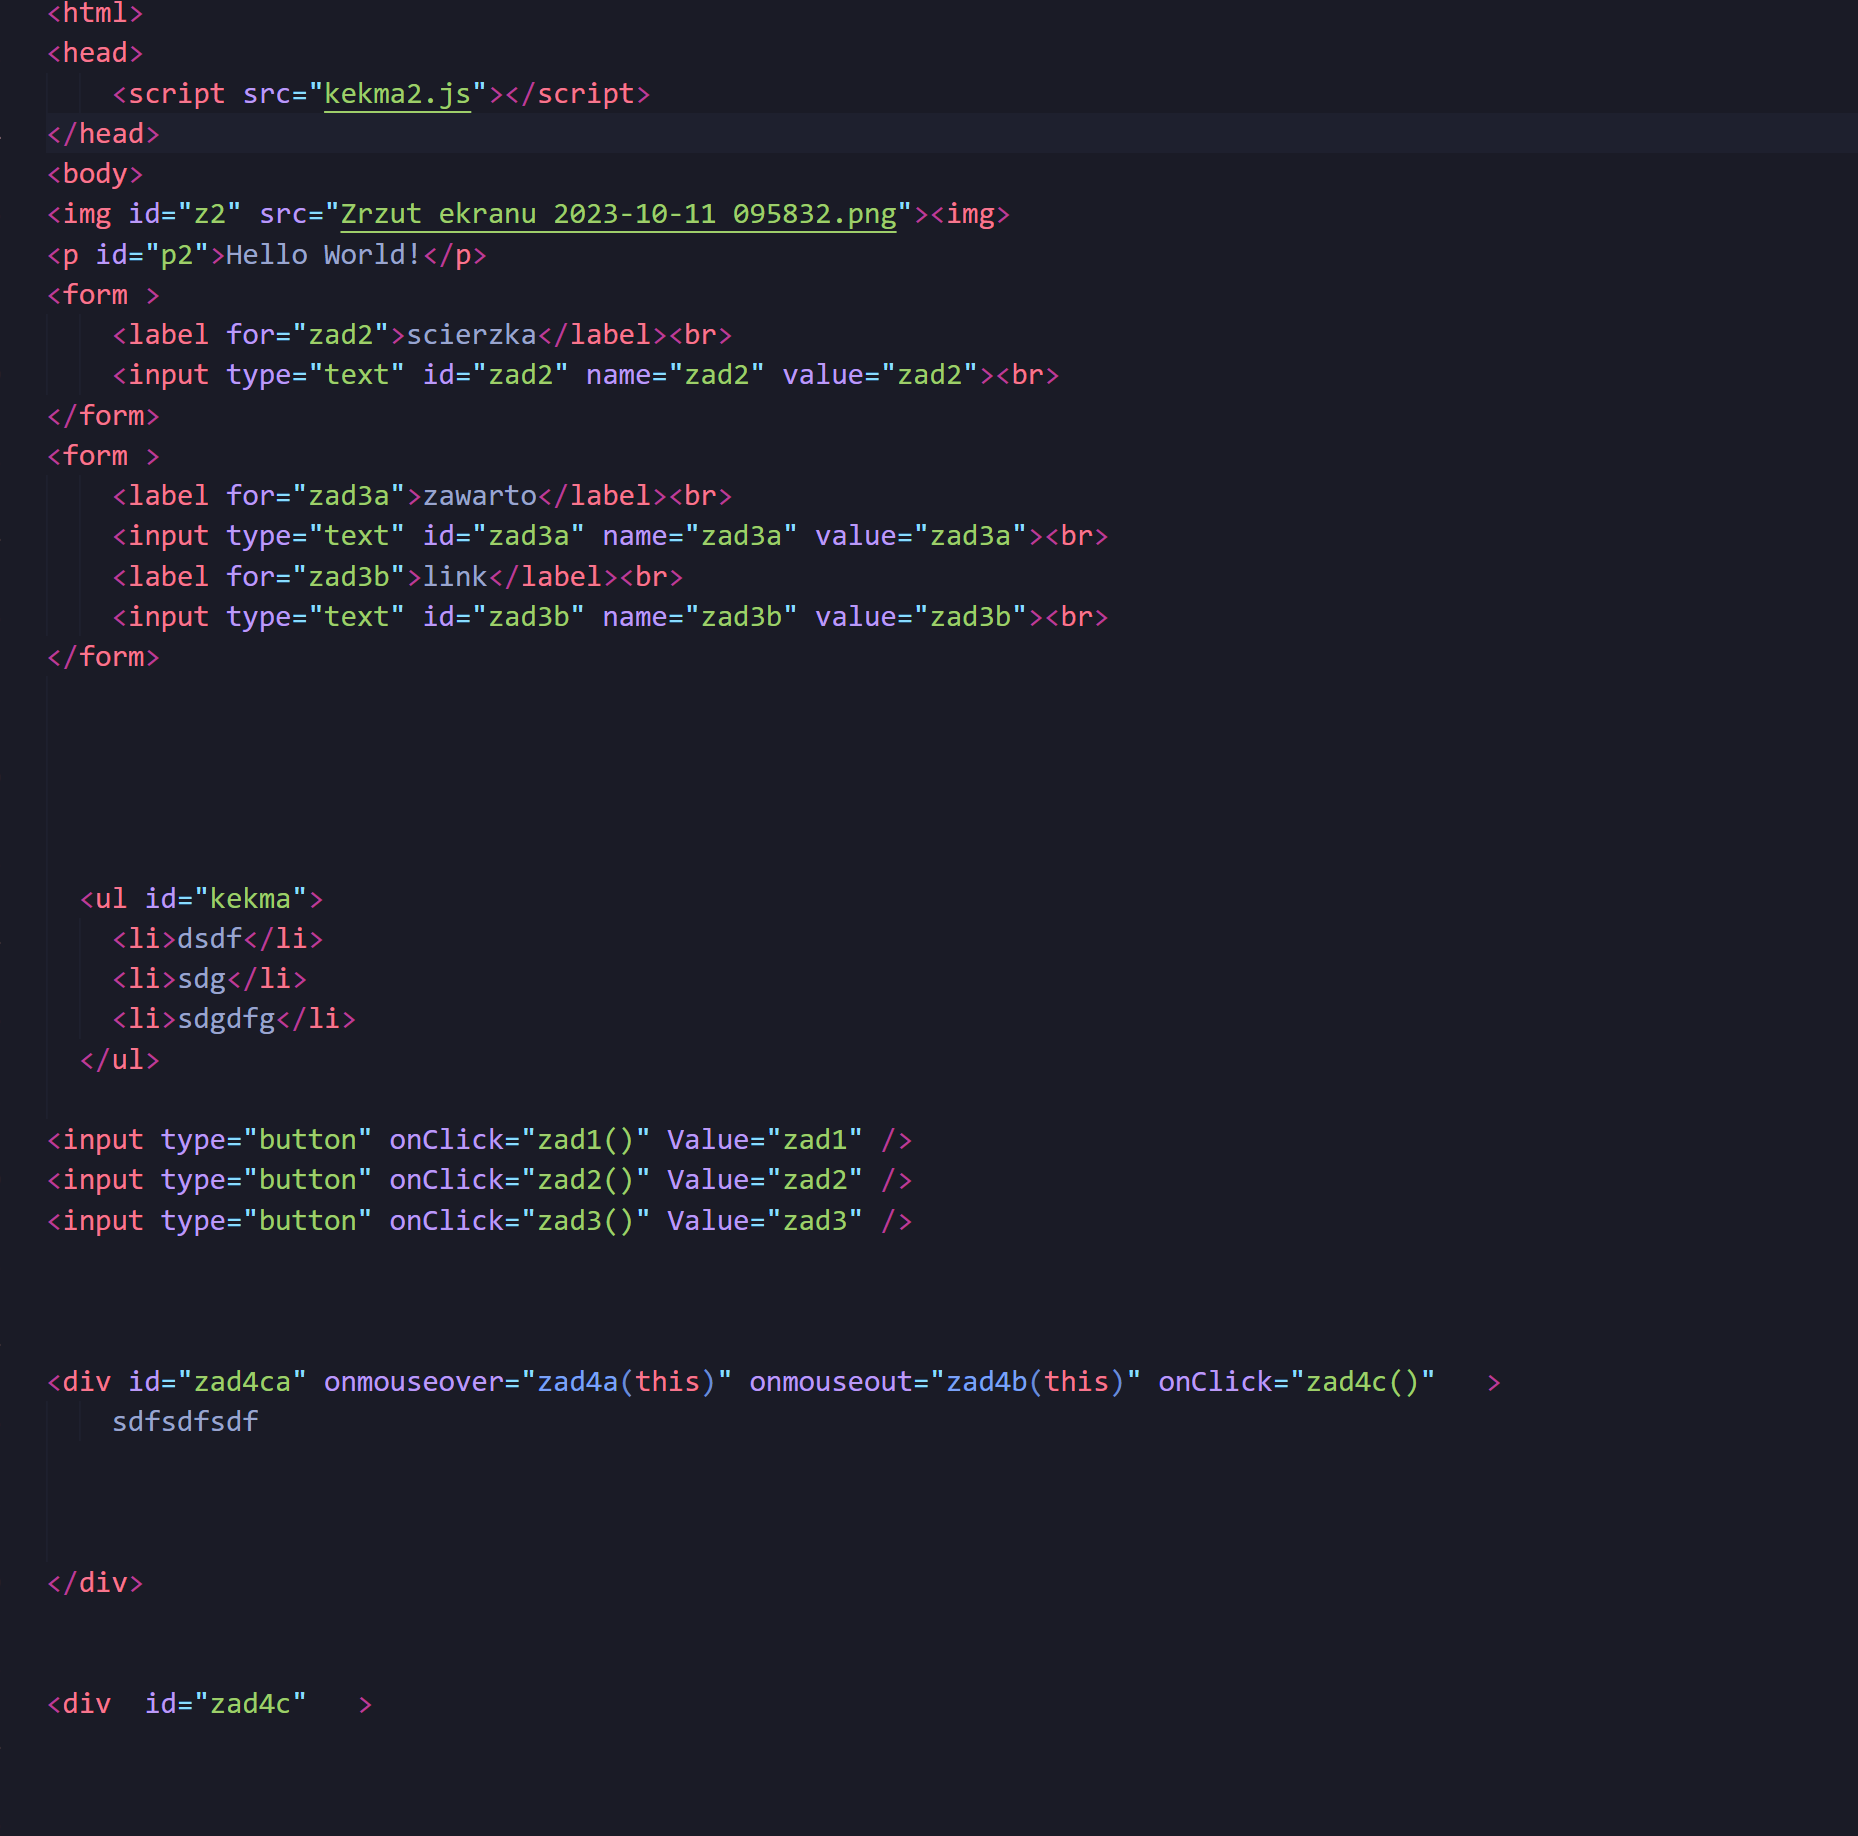 <html>
<head>
    <script src="kekma2.js"></script>
</head>
<body>
<img id="z2" src="Zrzut ekranu 2023-10-11 095832.png"><img>
<p id="p2">Hello World!</p>
<form >
    <label for="zad2">scierzka</label><br>
    <input type="text" id="zad2" name="zad2" value="zad2"><br>
</form>
<form >
    <label for="zad3a">zawarto</label><br>
    <input type="text" id="zad3a" name="zad3a" value="zad3a"><br>
    <label for="zad3b">link</label><br>
    <input type="text" id="zad3b" name="zad3b" value="zad3b"><br>
</form>
  <ul id="kekma">
    <li>dsdf</li>
    <li>sdg</li>
    <li>sdgdfg</li>
  </ul>
<input type="button" onClick="zad1()" Value="zad1" />
<input type="button" onClick="zad2()" Value="zad2" />
<input type="button" onClick="zad3()" Value="zad3" />
<div id="zad4ca" onmouseover="zad4a(this)" onmouseout="zad4b(this)" onClick="zad4c()"   >
    sdfsdfsdf
</div>
<div  id="zad4c"   >